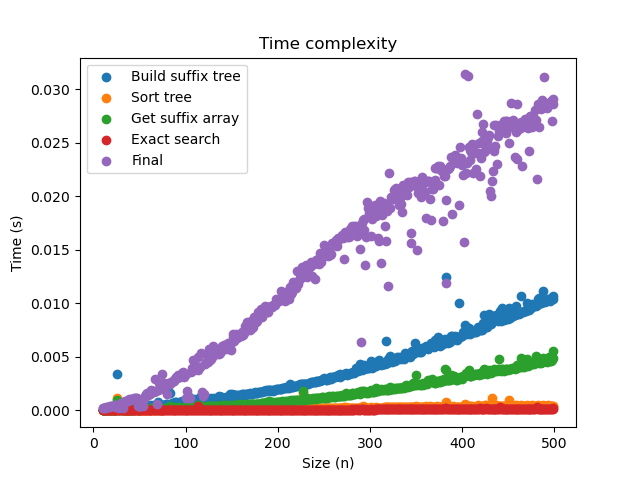 Time complexity
Build suffix tree
Sort tree
Get suffix array
Exact search
Final
Time (s)
0.030
0.025
0.020
0.015
0.010
0.005
0.000
0 100 200 300 400 500
Size (n)